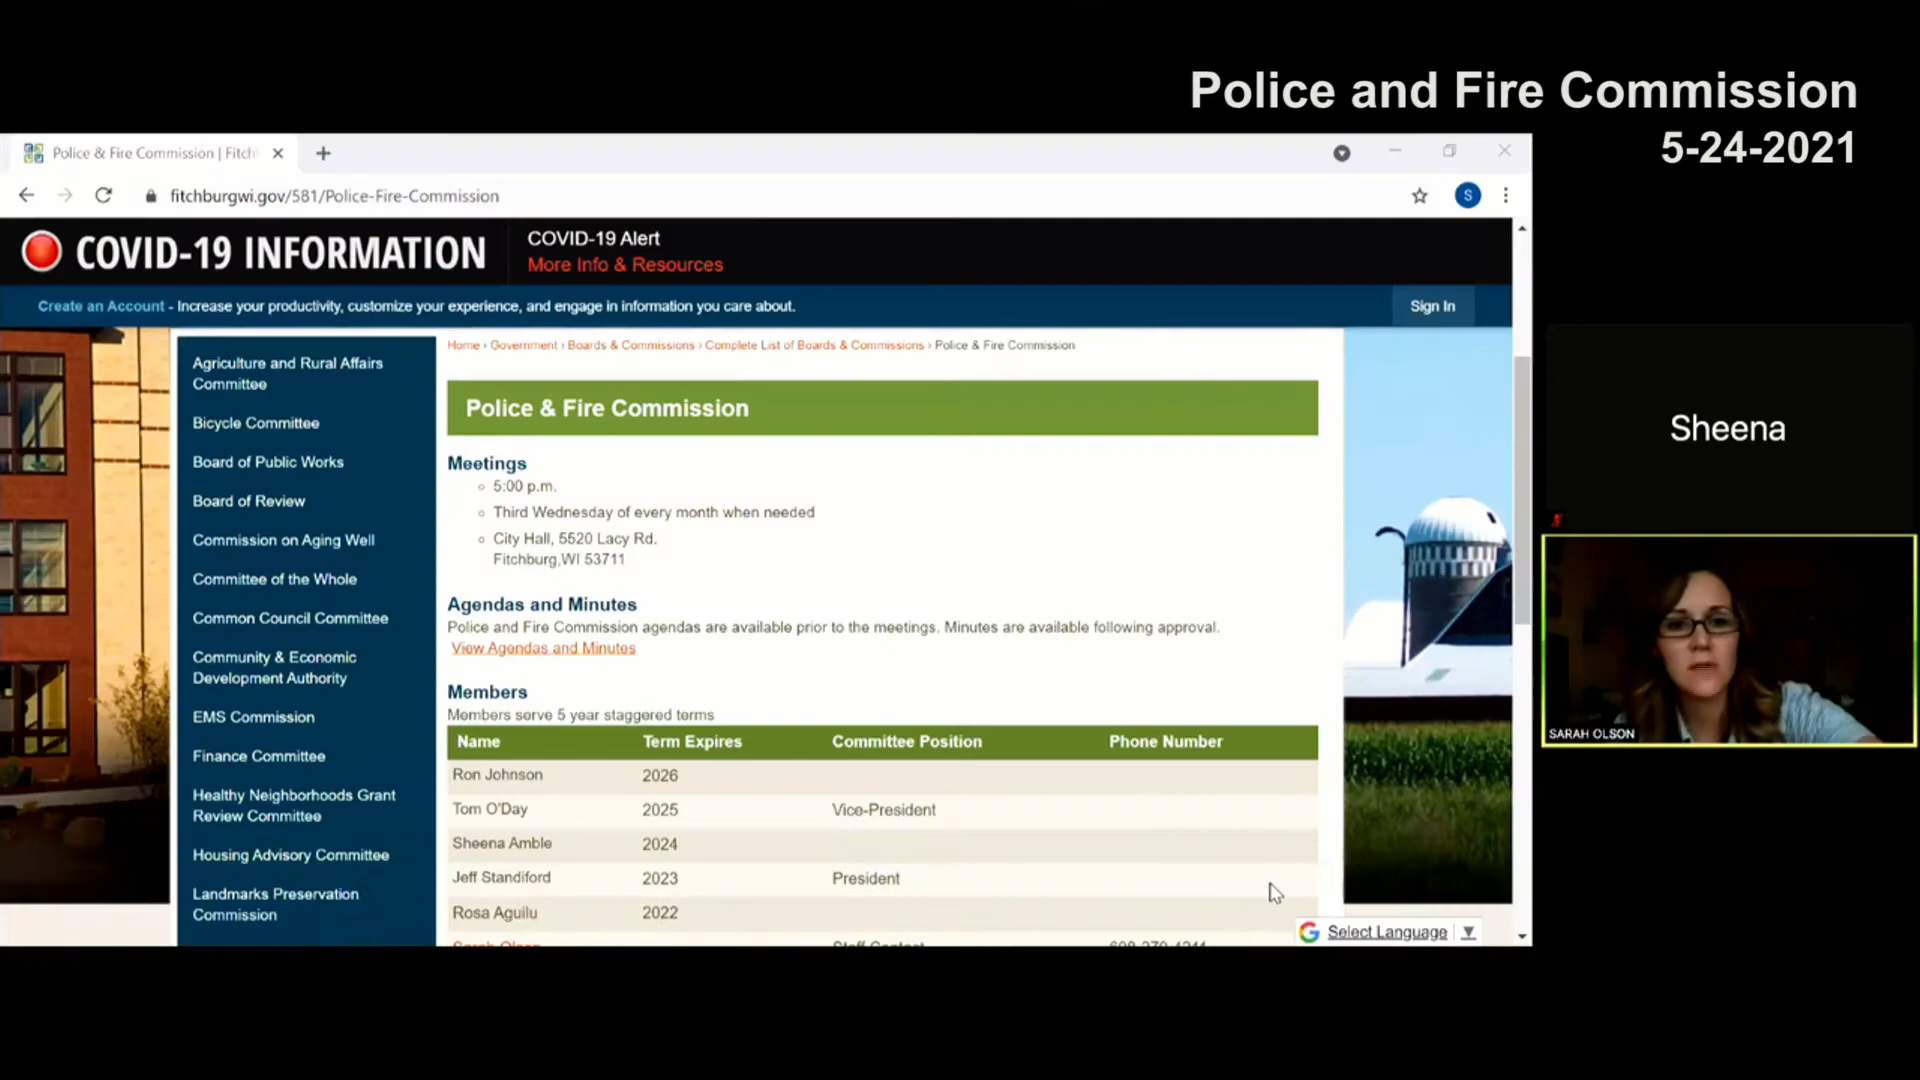 Police and Fire Commission
5-24-2021
Police & Fire Commission | Fitch
fitchburgwi.gov/581/Police-Fire-Commission
S
COVID-19 INFORMATION
COVID-19 Alert
More Info & Resources
Create an Account - Increase your productivity, customize your experience, and engage in information you care about.
Sign In
Agriculture and Rural Affairs
Committee
Bicycle Committee
Board of Public Works
Board of Review
Commission on Aging Well
Committee of the Whole
Common Council Committee
Community & Economic
Development Authority
EMS Commission
Finance Committee
Healthy Neighborhoods Grant
Review Committee
Housing Advisory Committee
Landmarks Preservation
Commission
Home › Government › Boards & Commissions › Complete List of Boards & Commissions › Police & Fire Commission
Police & Fire Commission
Meetings
5:00 p.m.
Third Wednesday of every month when needed
City Hall, 5520 Lacy Rd.
Fitchburg,WI 53711
Agendas and Minutes
Police and Fire Commission agendas are available prior to the meetings. Minutes are available following approval.
View Agendas and Minutes
Members
Members serve 5 year staggered terms
Name Term Expires Committee Position Phone Number
Ron Johnson 2026
Tom O'Day 2025 Vice-President
Sheena Amble 2024
Jeff Standiford 2023 President
Rosa Aguilu 2022
Sarah Olson Staff Contact
Select Language
Sheena
SARAH OLSON